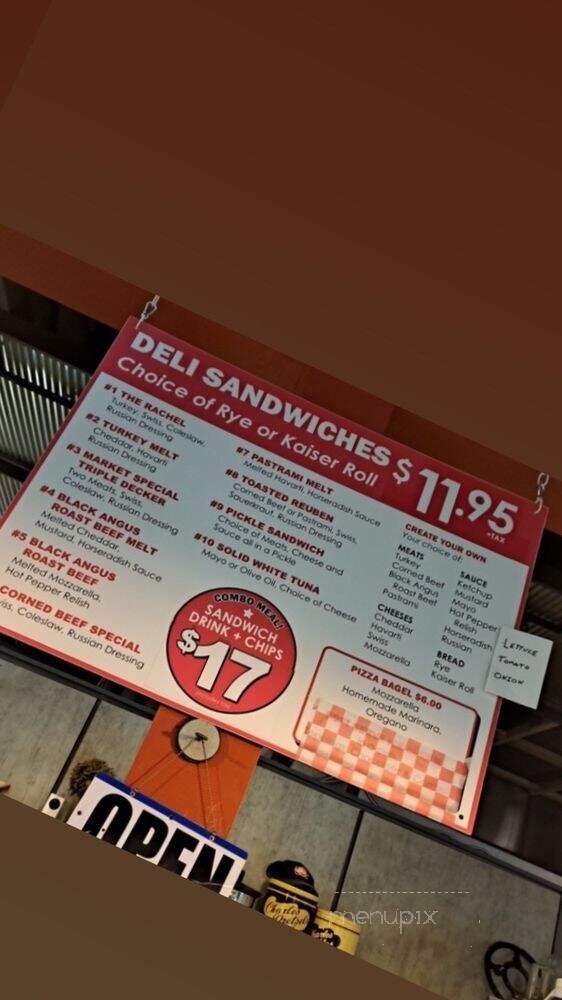 DELI SANDWICHES $11.95
+TAX
Choice of Rye or Kaiser Roll
#1 THE RACHEL
Turkey, Swiss, Coleslaw,
Russian Dressing
#2 TURKEY MELT
Cheddar, Havarti
Russian Dressing
#3 MARKET SPECIAL
TRIPLE DECKER
Two Meats, Swiss,
Coleslaw, Russian Dressing
#4 BLACK ANGUS
ROAST BEEF MELT
Melted Cheddar,
Mustard, Horseradish Sauce
#5 BLACK ANGUS
ROAST BEEF
Melted Mozzarella,
Hot Pepper Relish
CORNED BEEF SPECIAL
Swiss, Coleslaw, Russian Dressing
#7 PASTRAMI MELT
Melted Havarti, Horseradish Sauce
#8 TOASTED REUBEN
Corned Beef or Pastrami, Swiss,
Sauerkraut, Russian Dressing
#9 PICKLE SANDWICH
Choice of Meats, Cheese and
Sauce all in a Pickle
#10 SOLID WHITE TUNA
Mayo or Olive Oil, Choice of Cheese
COMBO MEAL!
SANDWICH
DRINK + CHIPS
$17
CREATE YOUR OWN
Your choice of:
MEATS
Turkey
Corned Beef
Black Angus
Roast Beef
Pastrami
CHEESES
Cheddar
Havarti
Swiss
Mozzarella
SAUCE
Ketchup
Mustard
Mayo
Hot Pepper
Relish
Horseradish
Russian
BREAD
Rye
Kaiser Roll
LETTUCE
TOMATO
ONION
PIZZA BAGEL $6.00
Mozzarella,
Homemade Marinara,
Oregano
OPEN
Charles
menupix